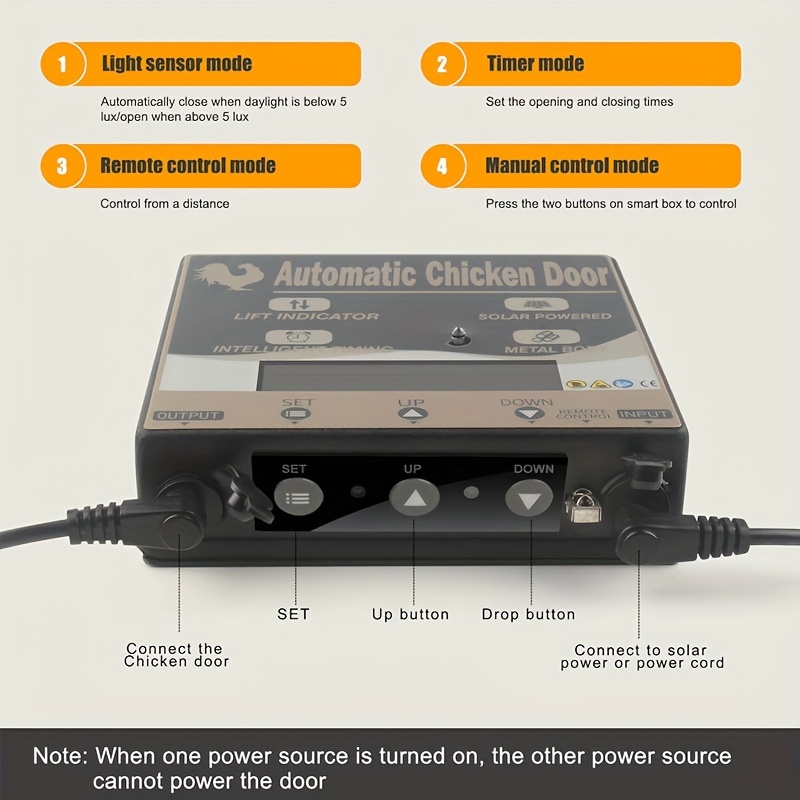 1 Light sensor mode
Automatically close when daylight is below 5
lux/open when above 5 lux
2 Timer mode
Set the opening and closing times
3 Remote control mode
Control from a distance
4 Manual control mode
Press the two buttons on smart box to control
Automatic Chicken Door
LIFT INDICATOR
SOLAR POWERED
INTELLIGENT TIMING
METAL
OUTPUT
SET
UP
DOWN
REMOTE
CONTROL
INPUT
CE
SET
UP
DOWN
SET
Up button
Drop button
Connect the
Chicken door
Connect to solar
power or power cord
Note: When one power source is turned on, the other power source
cannot power the door